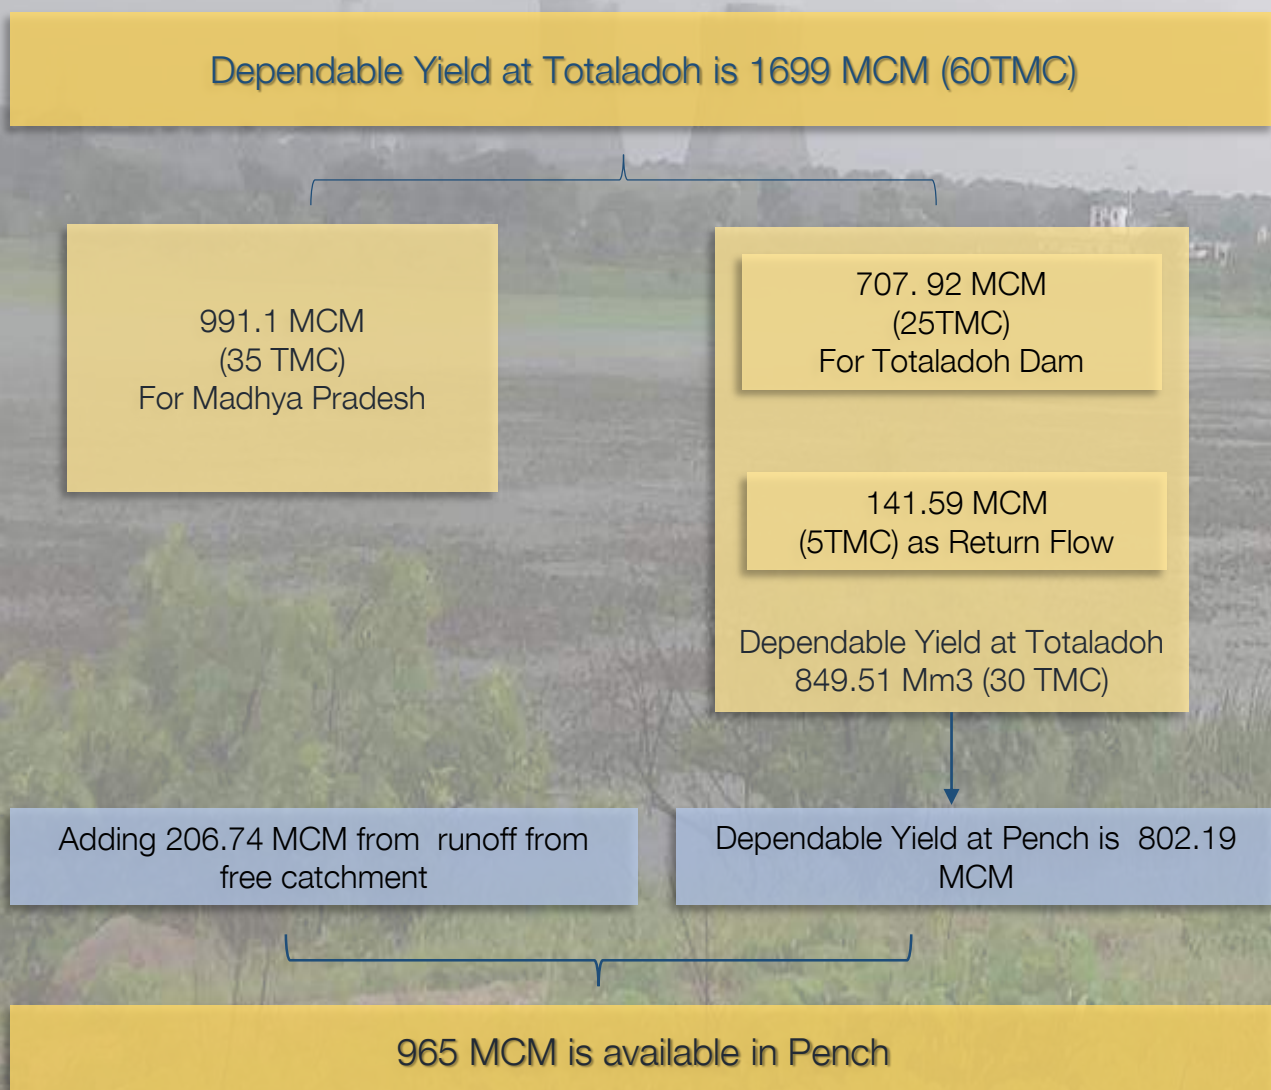 Dependable Yield at Totaladoh is 1699 MCM (60TMC)
991.1 MCM
(35 TMC)
For Madhya Pradesh
707. 92 MCM
(25TMC)
For Totaladoh Dam
141.59 MCM
(5TMC) as Return Flow
Dependable Yield at Totaladoh
849.51 Mm3 (30 TMC)
Adding 206.74 MCM from  runoff from
free catchment
Dependable Yield at Pench is  802.19
MCM
965 MCM is available in Pench